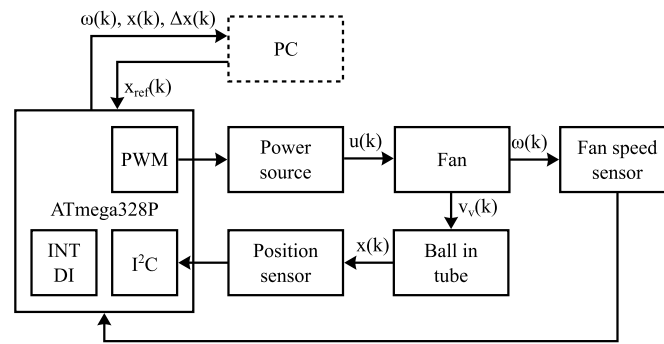 ω(k), x(k), Δx(k)
PC
x_ref(k)
PWM
Power
source
u(k)
Fan
ω(k)
Fan speed
sensor
ATmega328P
v_v(k)
INT
DI
I²C
Position
sensor
x(k)
Ball in
tube